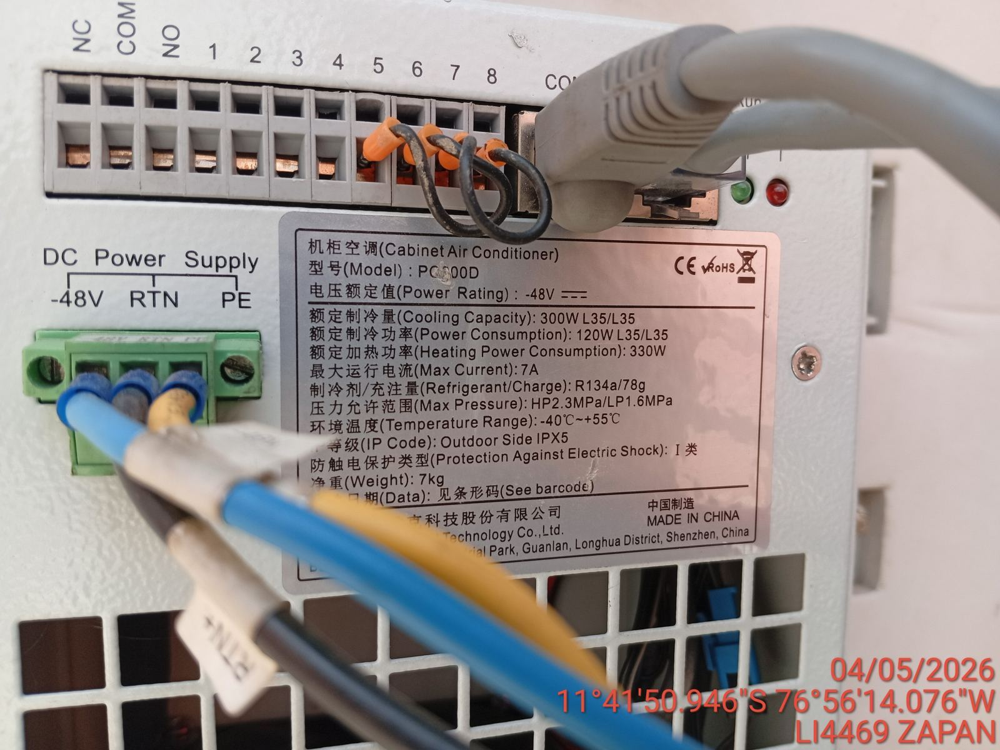 NC COM NO 1 2 3 4 5 6 7 8
DC Power Supply
-48V RTN PE
机柜空调(Cabinet Air Conditioner)
型号(Model) : 00D
CE RoHS
电压额定值(Power Rating) : -48V
额定制冷量(Cooling Capacity): 300W L35/L35
额定制冷功率(Power Consumption): 120W L35/L35
额定加热功率(Heating Power Consumption): 330W
最大运行电流(Max Current): 7A
制冷剂/充注量(Refrigerant/Charge): R134a/78g
压力允许范围(Max Pressure): HP2.3MPa/LP1.6MPa
环境温度(Temperature Range): -40℃~+55℃
等级(IP Code): Outdoor Side IPX5
防触电保护类型(Protection Against Electric Shock): I 类
净重(Weight): 7kg
日期(Data): 见条形码(See barcode)
科技股份有限公司
中国制造
Technology Co.,Ltd.
MADE IN CHINA
Park, Guanlan, Longhua District, Shenzhen, China
RTN+
04/05/2026
11°41'50.946"S 76°56'14.076"W
LI4469 ZAPAN